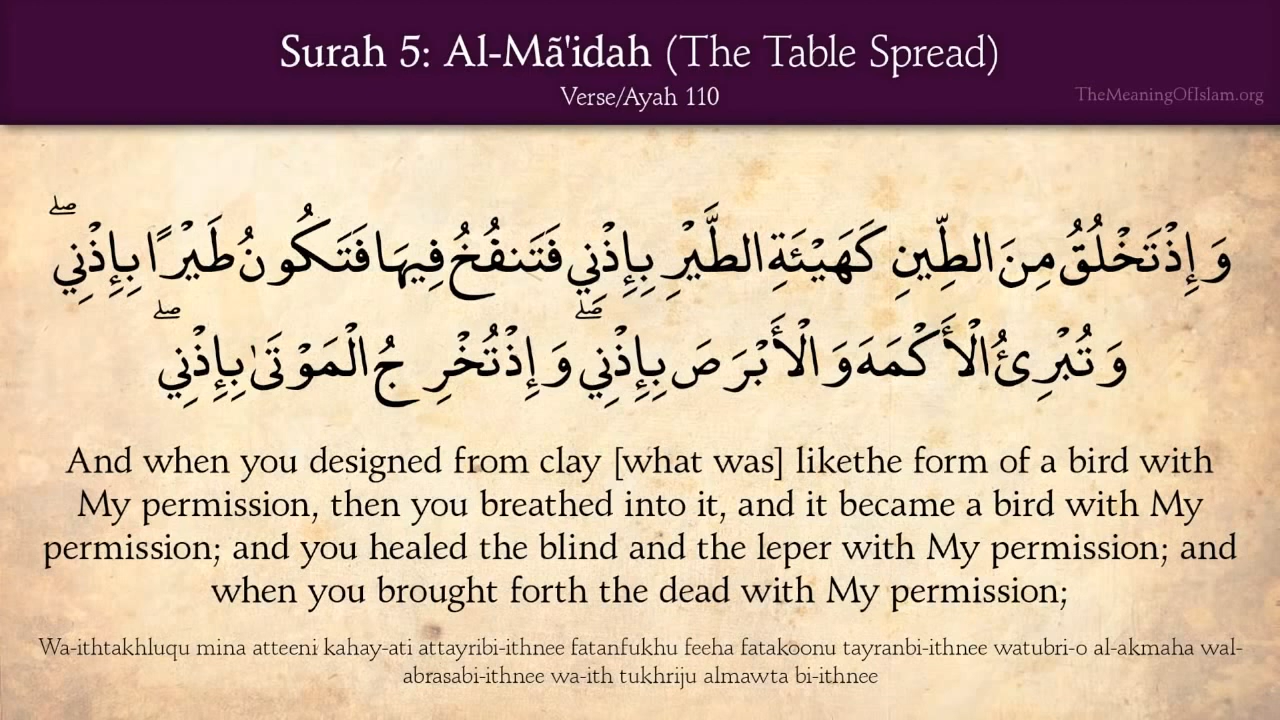 Surah 5: Al-Mã'idah (The Table Spread)
Verse/Ayah 110
TheMeaningOfIslam.org
وَإِذْ تَخْلُقُ مِنَ الطِّينِ كَهَيْئَةِ الطَّيْرِ بِإِذْنِي فَتَنفُخُ فِيهَا فَتَكُونُ طَيْرًا بِإِذْنِي ۖ
وَتُبْرِئُ الْأَكْمَهَ وَالْأَبْرَصَ بِإِذْنِي ۖ وَإِذْ تُخْرِجُ الْمَوْتَىٰ بِإِذْنِي ۖ
And when you designed from clay [what was] likethe form of a bird with
My permission, then you breathed into it, and it became a bird with My
permission; and you healed the blind and the leper with My permission; and
when you brought forth the dead with My permission;
Wa-ithtakhluqu mina atteeni kahay-ati attayribi-ithnee fatanfukhu feeha fatakoonu tayranbi-ithnee watubri-o al-akmaha wal-
abrasabi-ithnee wa-ith tukhriju almawta bi-ithnee